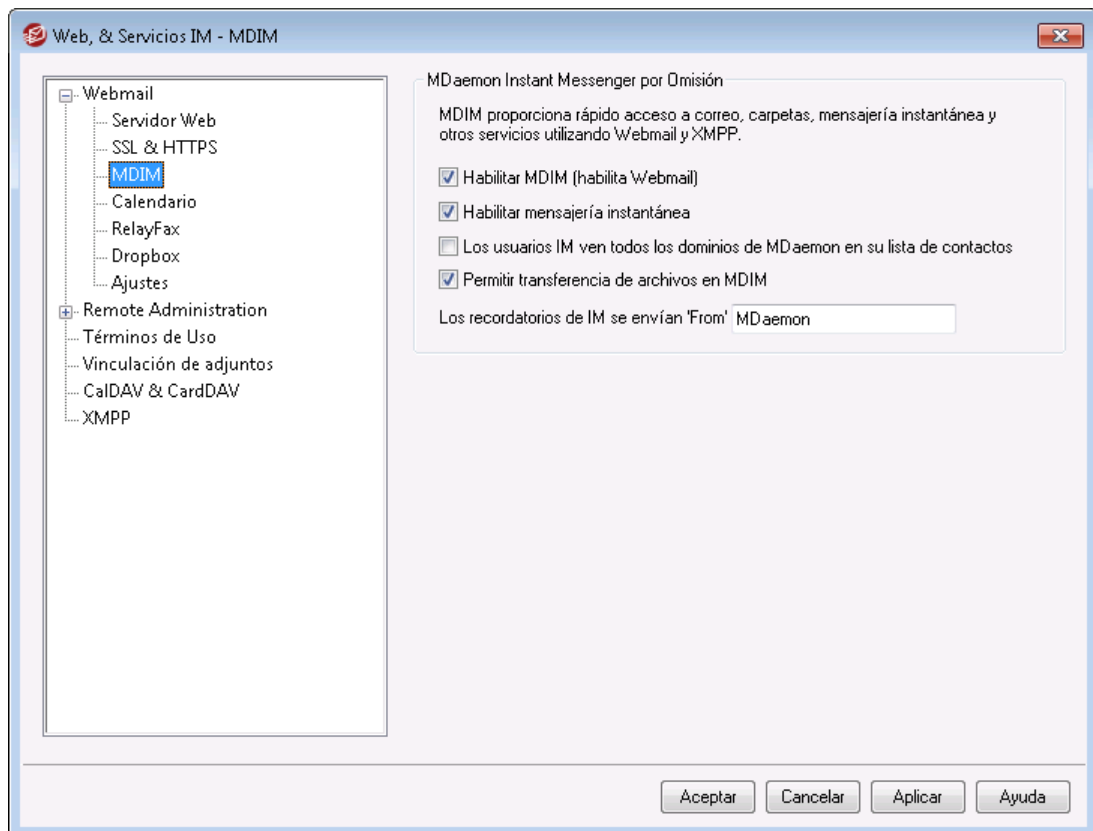 Web, & Servicios IM - MDIM
Webmail
Servidor Web
SSL & HTTPS
MDIM
Calendario
RelayFax
Dropbox
Ajustes
Remote Administration
Términos de Uso
Vinculación de adjuntos
CalDAV & CardDAV
XMPP
MDaemon Instant Messenger por Omisión
MDIM proporciona rápido acceso a correo, carpetas, mensajería instantánea y
otros servicios utilizando Webmail y XMPP.
Habilitar MDIM (habilita Webmail)
Habilitar mensajería instantánea
Los usuarios IM ven todos los dominios de MDaemon en su lista de contactos
Permitir transferencia de archivos en MDIM
Los recordatorios de IM se envían 'From' MDaemon
Aceptar Cancelar Aplicar Ayuda